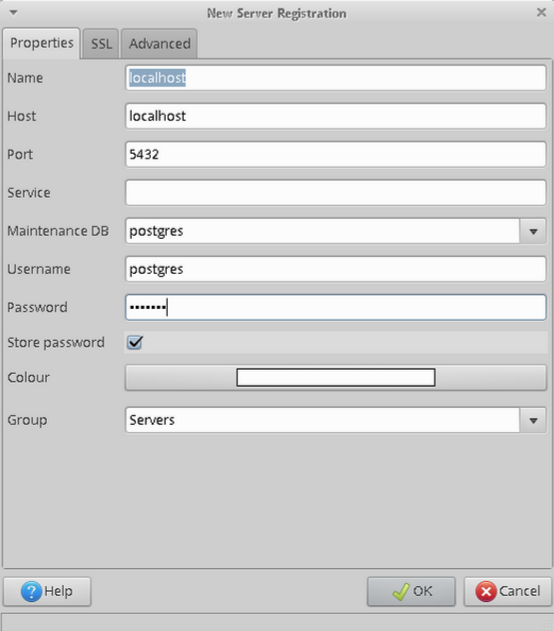 New Server Registration
Properties SSL Advanced
Name localhost
Host localhost
Port 5432
Service
Maintenance DB postgres
Username postgres
Password •••••••
Store password
Colour
Group Servers
Help OK Cancel